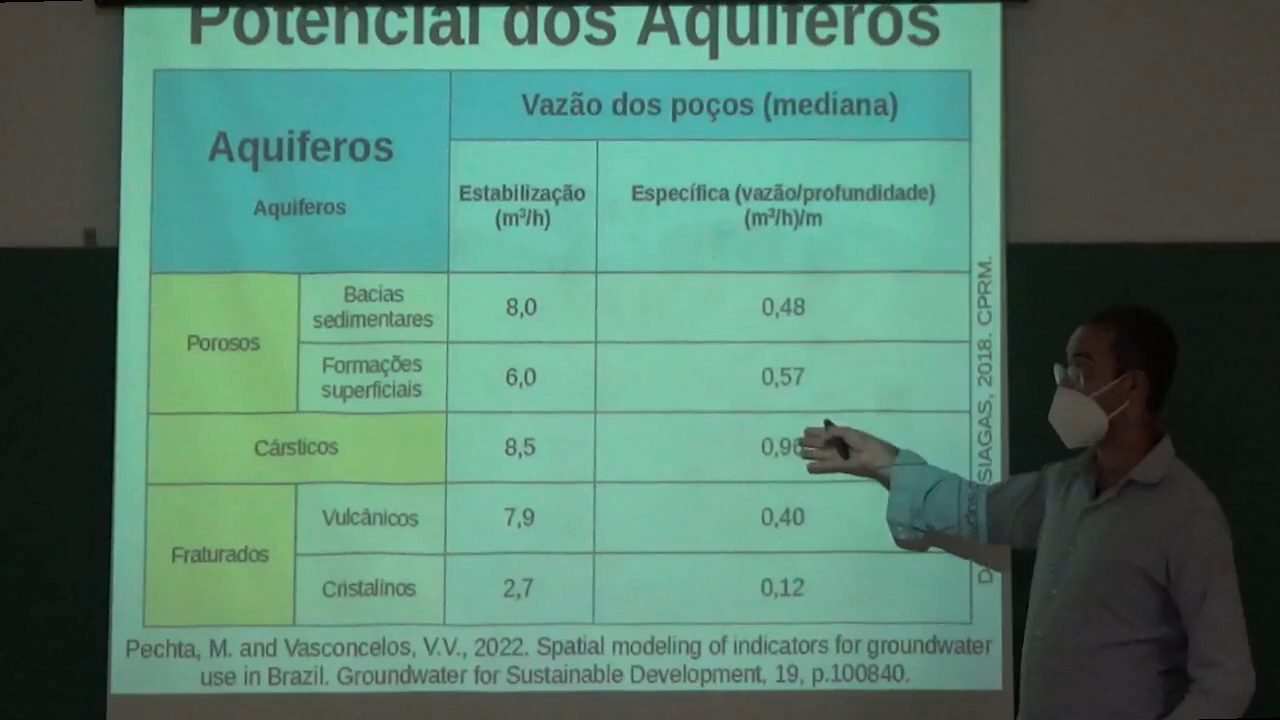 Potencial dos Aquíferos
Aquiferos
Aquiferos
Vazão dos poços (mediana)
Estabilização
(m³/h)
Específica (vazão/profundidade)
(m³/h)/m
Porosos
Bacias
sedimentares
8,0
0,48
Formações
superficiais
6,0
0,57
Cársticos
8,5
Fraturados
Vulcânicos
7,9
0,40
Cristalinos
2,7
0,12
SIAGAS, 2018. CPRM.
Pechta, M. and Vasconcelos, V.V., 2022. Spatial modeling of indicators for groundwater
use in Brazil. Groundwater for Sustainable Development, 19, p.100840.